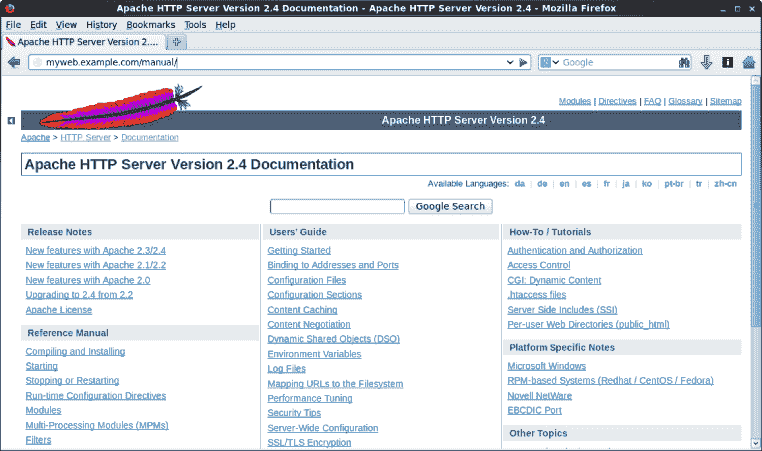 Apache HTTP Server Version 2.4 Documentation - Apache HTTP Server Version 2.4 - Mozilla Firefox
File Edit View History Bookmarks Tools Help
Apache HTTP Server Version 2....
myweb.example.com/manual/
Google
Modules | Directives | FAQ | Glossary | Sitemap
Apache HTTP Server Version 2.4
Apache > HTTP Server > Documentation
Apache HTTP Server Version 2.4 Documentation
Available Languages: da | de | en | es | fr | ja | ko | pt-br | tr | zh-cn
Google Search
Release Notes
New features with Apache 2.3/2.4
New features with Apache 2.1/2.2
New features with Apache 2.0
Upgrading to 2.4 from 2.2
Apache License
Reference Manual
Compiling and Installing
Starting
Stopping or Restarting
Run-time Configuration Directives
Modules
Multi-Processing Modules (MPMs)
Filters
Users' Guide
Getting Started
Binding to Addresses and Ports
Configuration Files
Configuration Sections
Content Caching
Content Negotiation
Dynamic Shared Objects (DSO)
Environment Variables
Log Files
Mapping URLs to the Filesystem
Performance Tuning
Security Tips
Server-Wide Configuration
SSL/TLS Encryption
How-To / Tutorials
Authentication and Authorization
Access Control
CGI: Dynamic Content
.htaccess files
Server Side Includes (SSI)
Per-user Web Directories (public_html)
Platform Specific Notes
Microsoft Windows
RPM-based Systems (Redhat / CentOS / Fedora)
Novell NetWare
EBCDIC Port
Other Topics